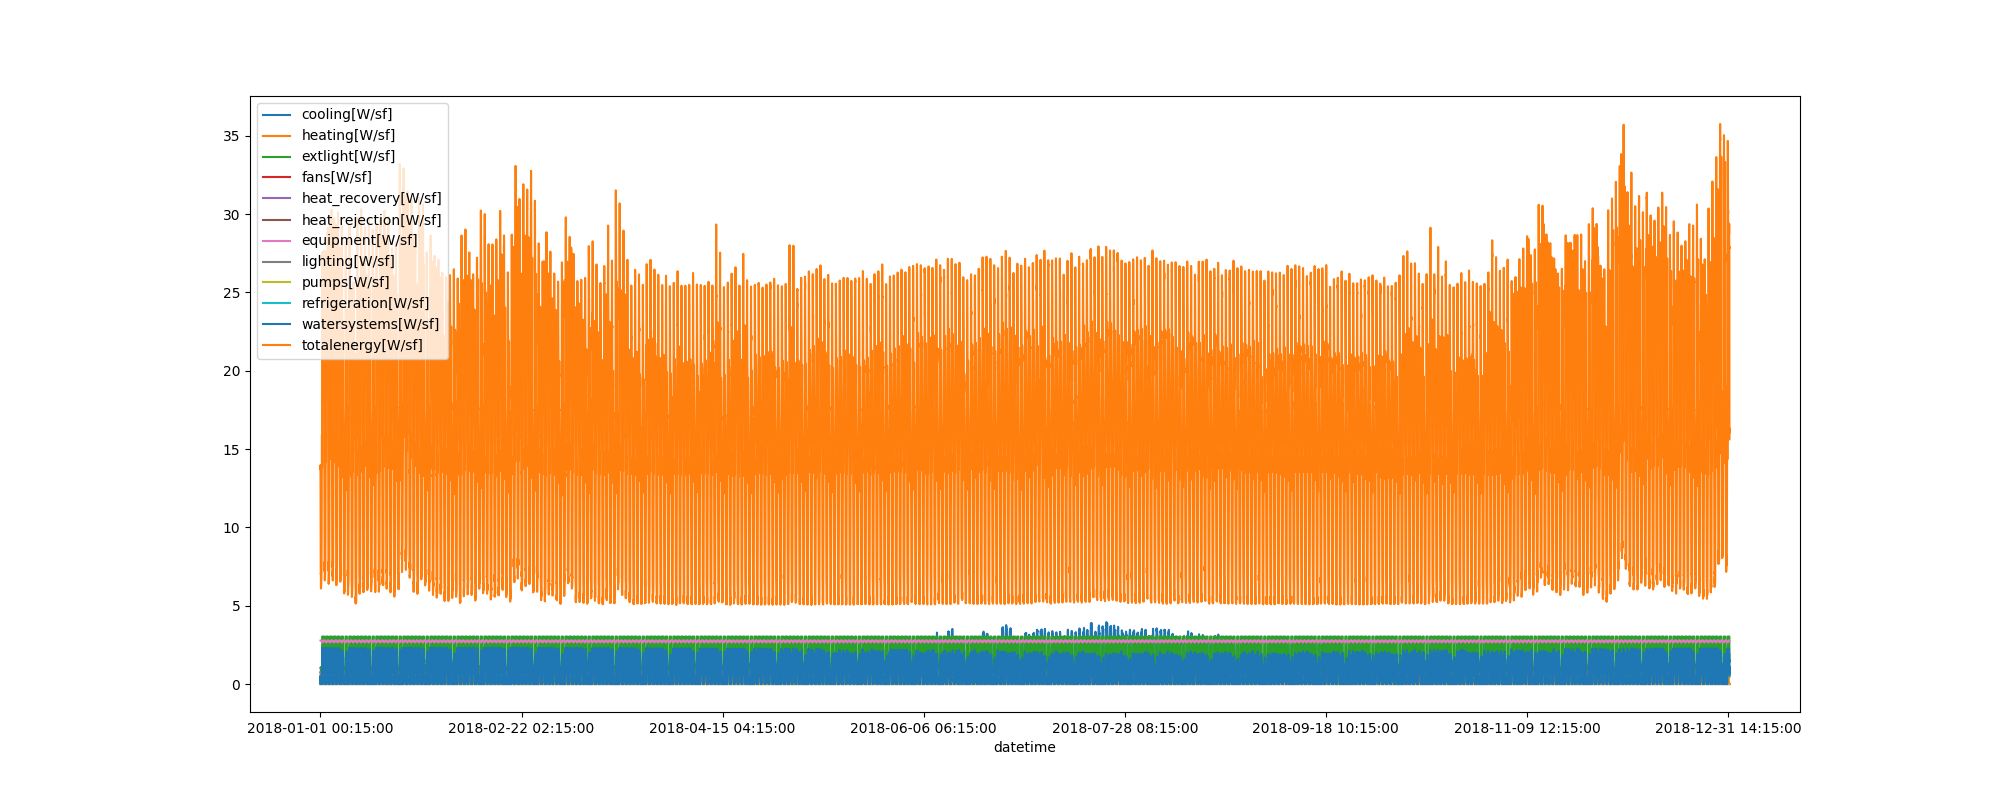 cooling[W/sf]
heating[W/sf]
extlight[W/sf]
fans[W/sf]
heat_recovery[W/sf]
heat_rejection[W/sf]
equipment[W/sf]
lighting[W/sf]
pumps[W/sf]
refrigeration[W/sf]
watersystems[W/sf]
totalenergy[W/sf]
35
30
25
20
15
10
5
0
2018-01-01 00:15:00 2018-02-22 02:15:00 2018-04-15 04:15:00 2018-06-06 06:15:00 2018-07-28 08:15:00 2018-09-18 10:15:00 2018-11-09 12:15:00 2018-12-31 14:15:00
datetime